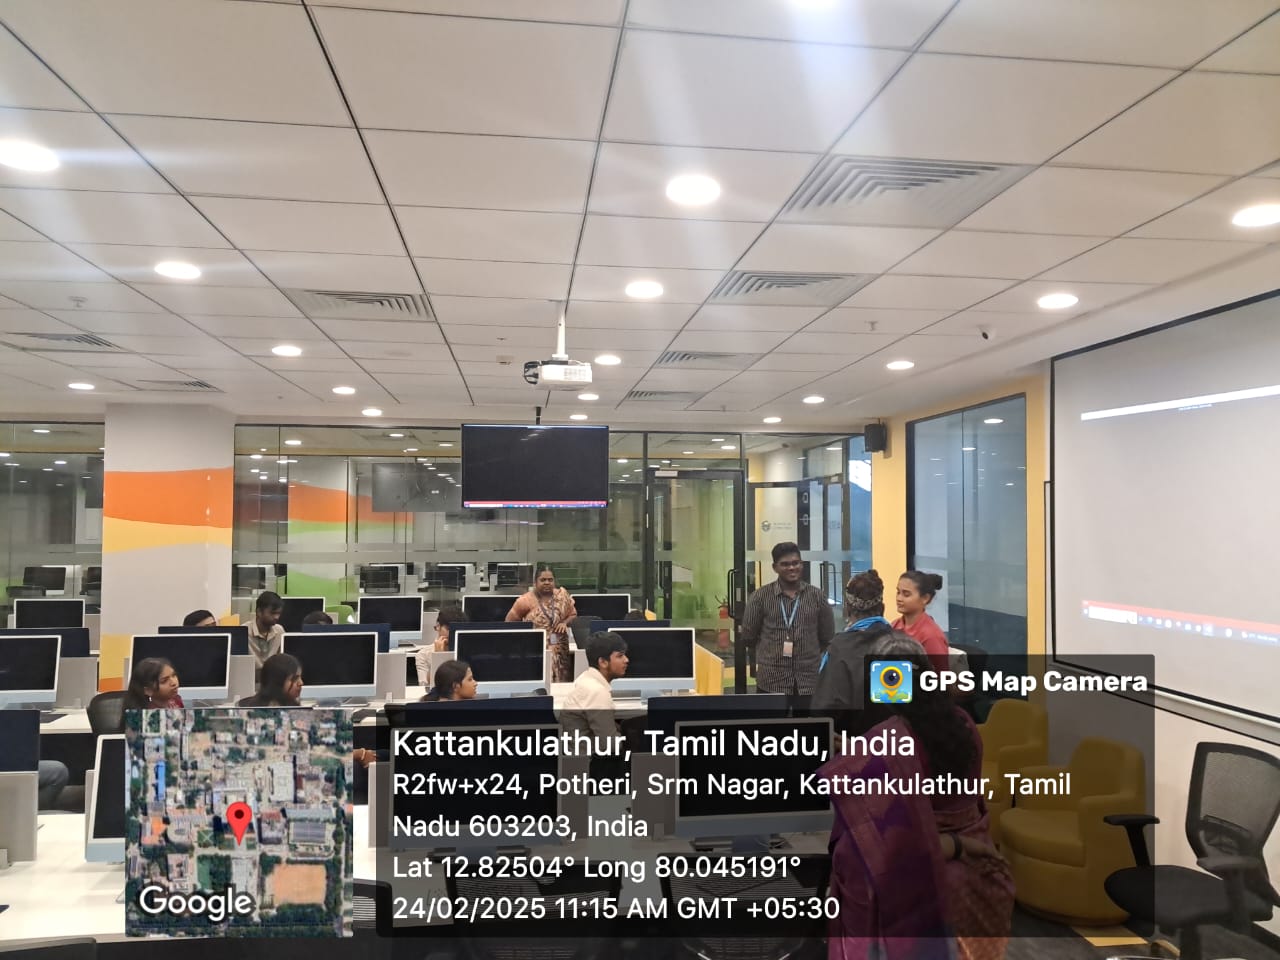 GPS Map Camera
Kattankulathur, Tamil Nadu, India
R2fw+x24, Potheri, Srm Nagar, Kattankulathur, Tamil
Nadu 603203, India
Lat 12.82504° Long 80.045191°
24/02/2025 11:15 AM GMT +05:30
Google